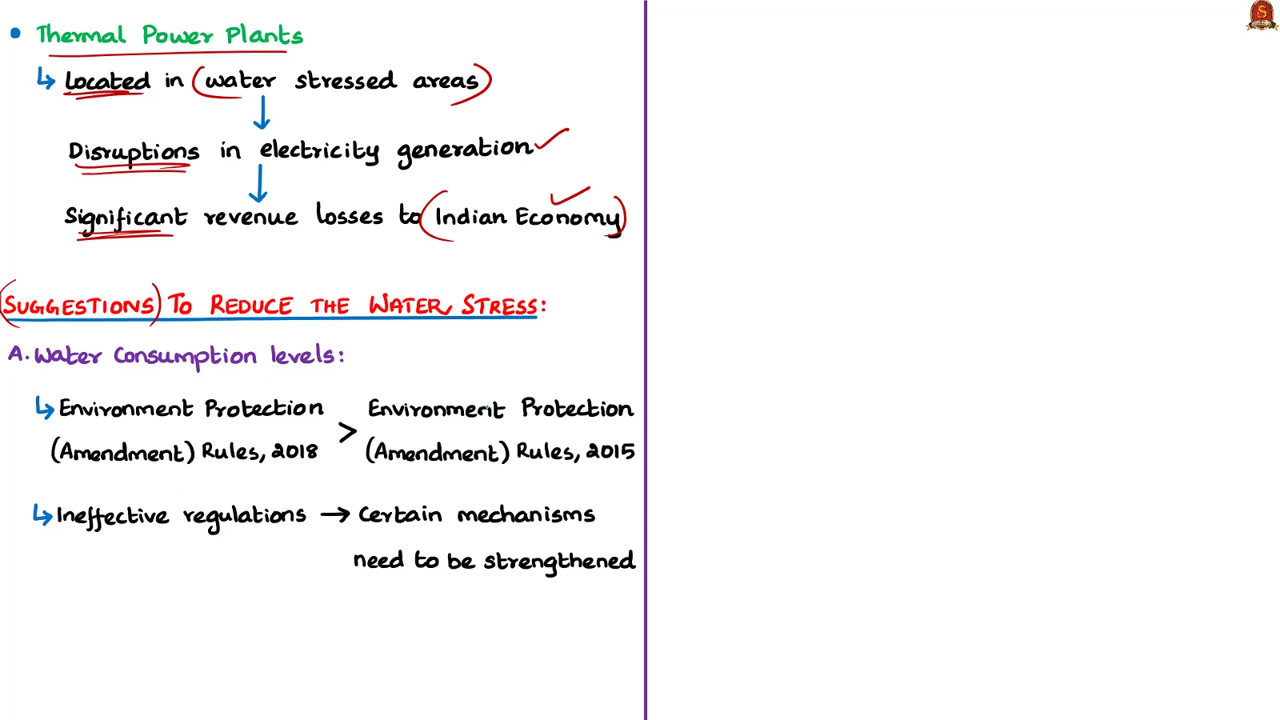 Thermal Power Plants
Located in (water stressed areas)
Disruptions in electricity generation
Significant revenue losses to (Indian Economy)
(SUGGESTIONS) TO REDUCE THE WATER STRESS:
A. Water Consumption levels:
Environment Protection (Amendment) Rules, 2018 > Environment Protection (Amendment) Rules, 2015
Ineffective regulations → Certain mechanisms
need to be strengthened